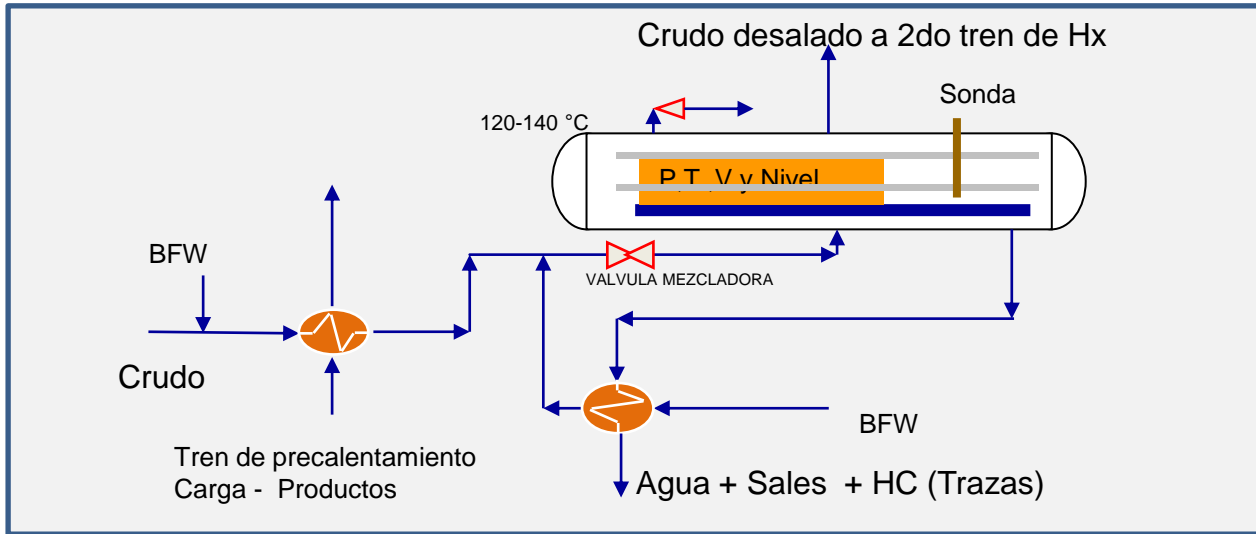 Crudo desalado a 2do tren de Hx
Sonda
120-140 °C
P,T ,V y Nivel
BFW
VALVULA MEZCLADORA
Crudo
BFW
Tren de precalentamiento
Carga - Productos
Agua + Sales + HC (Trazas)